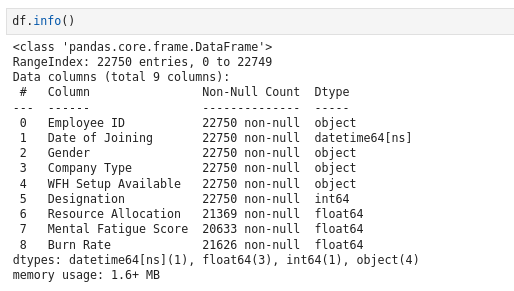 df.info()
<class 'pandas.core.frame.DataFrame'>
RangeIndex: 22750 entries, 0 to 22749
Data columns (total 9 columns):
 #   Column                Non-Null Count  Dtype
---  ------                --------------  -----
 0   Employee ID           22750 non-null  object
 1   Date of Joining       22750 non-null  datetime64[ns]
 2   Gender                22750 non-null  object
 3   Company Type          22750 non-null  object
 4   WFH Setup Available   22750 non-null  object
 5   Designation           22750 non-null  int64
 6   Resource Allocation   21369 non-null  float64
 7   Mental Fatigue Score  20633 non-null  float64
 8   Burn Rate             21626 non-null  float64
dtypes: datetime64[ns](1), float64(3), int64(1), object(4)
memory usage: 1.6+ MB